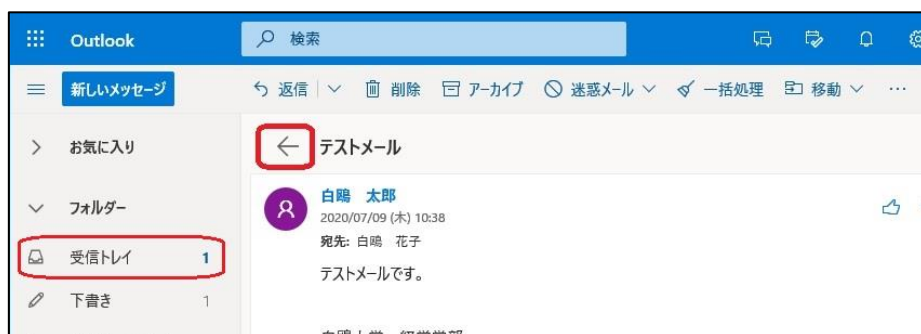 Outlook
検索
新しいメッセージ
返信 削除 アーカイブ 迷惑メール 一括処理 移動 …
お気に入り
テストメール
フォルダー
白鴎 太郎
2020/07/09 (木) 10:38
宛先: 白鴎 花子
受信トレイ 1
テストメールです。
下書き 1